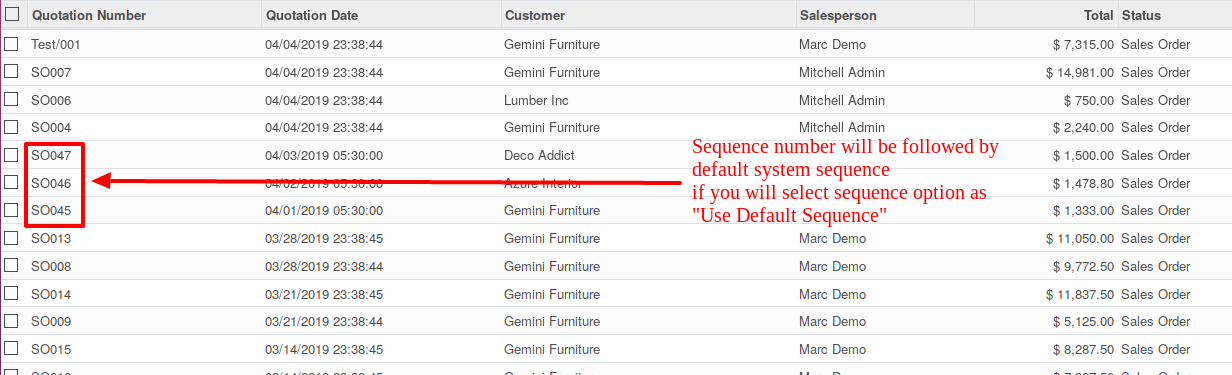 Quotation Number Quotation Date Customer Salesperson Total Status
Test/001 04/04/2019 23:38:44 Gemini Furniture Marc Demo $ 7,315.00 Sales Order
SO007 04/04/2019 23:38:44 Gemini Furniture Mitchell Admin $ 14,981.00 Sales Order
SO006 04/04/2019 23:38:44 Lumber Inc Mitchell Admin $ 750.00 Sales Order
SO004 04/04/2019 23:38:44 Gemini Furniture Mitchell Admin $ 2,240.00 Sales Order
SO047 04/03/2019 05:30:00 Deco Addict $ 1,500.00 Sales Order
SO046 04/02/2019 05:30:00 Azure Interior $ 1,478.80 Sales Order
SO045 04/01/2019 05:30:00 Gemini Furniture $ 1,333.00 Sales Order
Sequence number will be followed by
default system sequence
if you will select sequence option as
"Use Default Sequence"
SO013 03/28/2019 23:38:45 Gemini Furniture Marc Demo $ 11,050.00 Sales Order
SO008 03/28/2019 23:38:44 Gemini Furniture Marc Demo $ 9,772.50 Sales Order
SO014 03/21/2019 23:38:45 Gemini Furniture Marc Demo $ 11,837.50 Sales Order
SO009 03/21/2019 23:38:44 Gemini Furniture Marc Demo $ 5,125.00 Sales Order
SO015 03/14/2019 23:38:45 Gemini Furniture Marc Demo $ 8,287.50 Sales Order